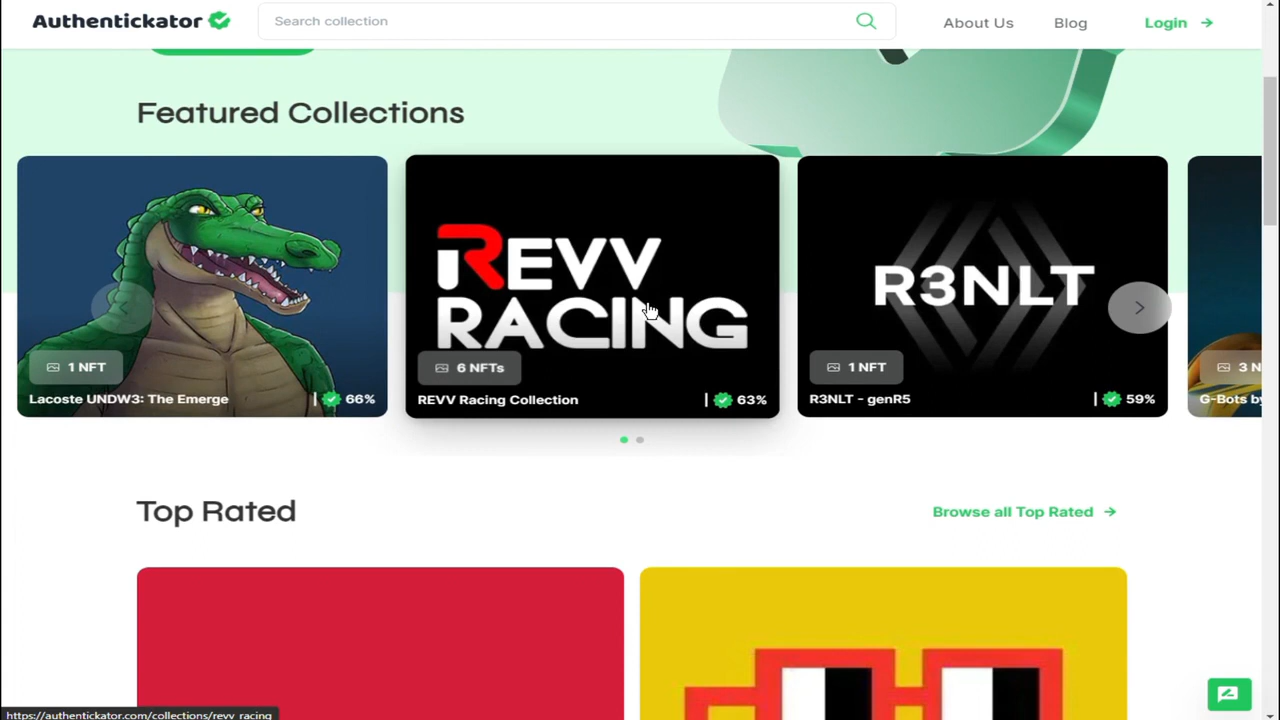 Authentickator
Search collection
About Us
Blog
Login
Featured Collections
REVV
RACING
R3NLT
1 NFT
6 NFTs
1 NFT
3 N
Lacoste UNDW3: The Emerge
66%
REVV Racing Collection
63%
R3NLT - genR5
59%
G-Bots by
Top Rated
Browse all Top Rated
https://authentickator.com/collections/revv_racing